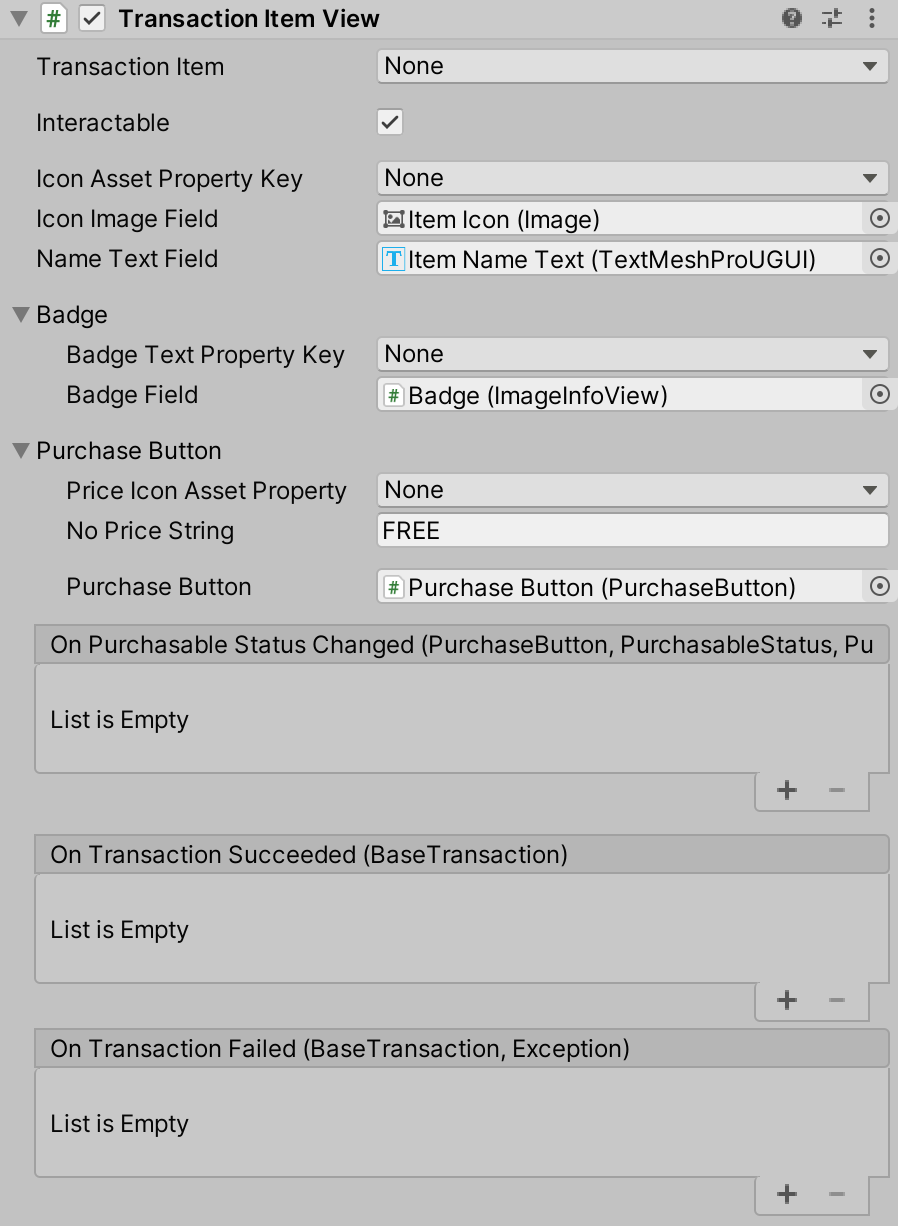 Transaction Item View
Transaction Item None
Interactable
Icon Asset Property Key None
Icon Image Field Item Icon (Image)
Name Text Field Item Name Text (TextMeshProUGUI)
Badge
Badge Text Property Key None
Badge Field Badge (ImageInfoView)
Purchase Button
Price Icon Asset Property None
No Price String FREE
Purchase Button Purchase Button (PurchaseButton)
On Purchasable Status Changed (PurchaseButton, PurchasableStatus, Pu
List is Empty
On Transaction Succeeded (BaseTransaction)
List is Empty
On Transaction Failed (BaseTransaction, Exception)
List is Empty